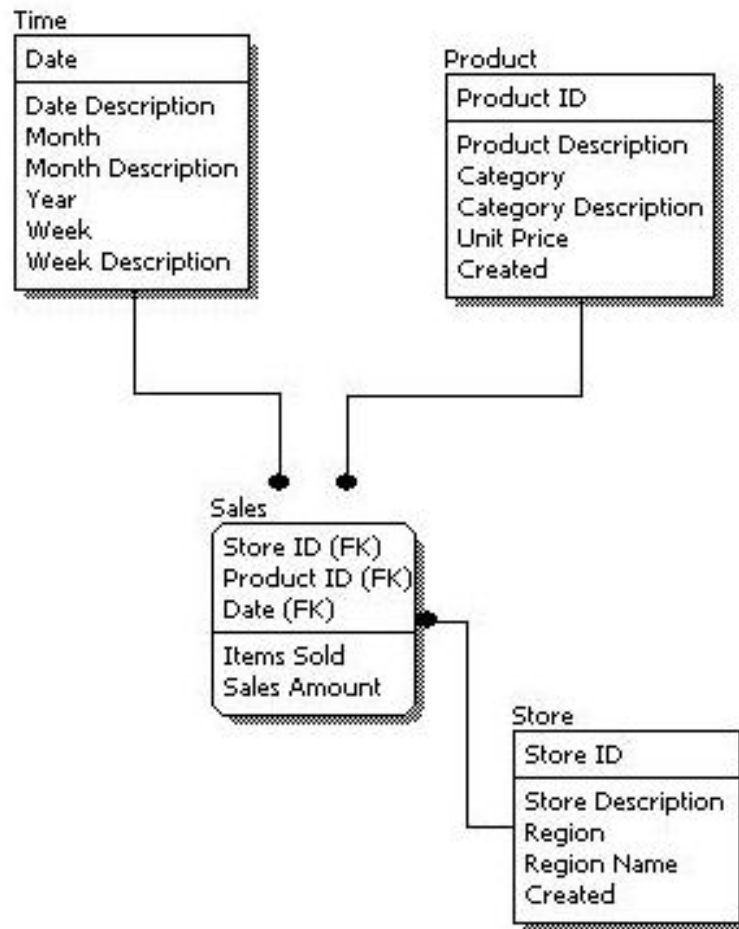 Time
Date
Date Description
Month
Month Description
Year
Week
Week Description
Product
Product ID
Product Description
Category
Category Description
Unit Price
Created
Sales
Store ID (FK)
Product ID (FK)
Date (FK)
Items Sold
Sales Amount
Store
Store ID
Store Description
Region
Region Name
Created